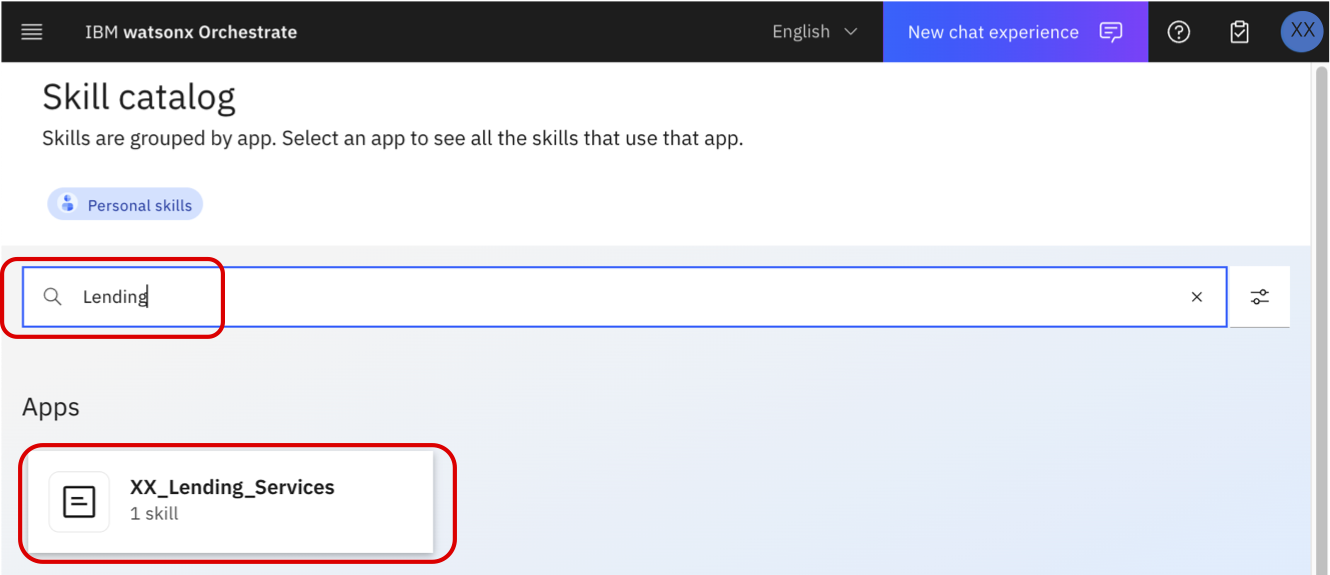 IBM watsonx Orchestrate English New chat experience XX
Skill catalog
Skills are grouped by app. Select an app to see all the skills that use that app.
Personal skills
Lending
Apps
XX_Lending_Services
1 skill